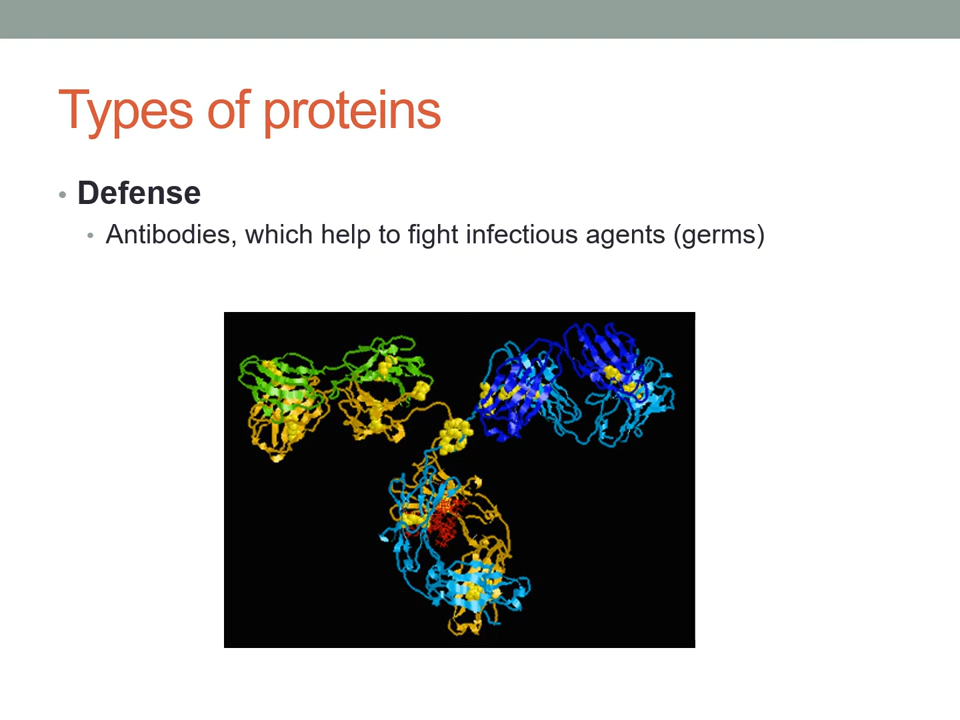 Types of proteins
• Defense
• Antibodies, which help to fight infectious agents (germs)